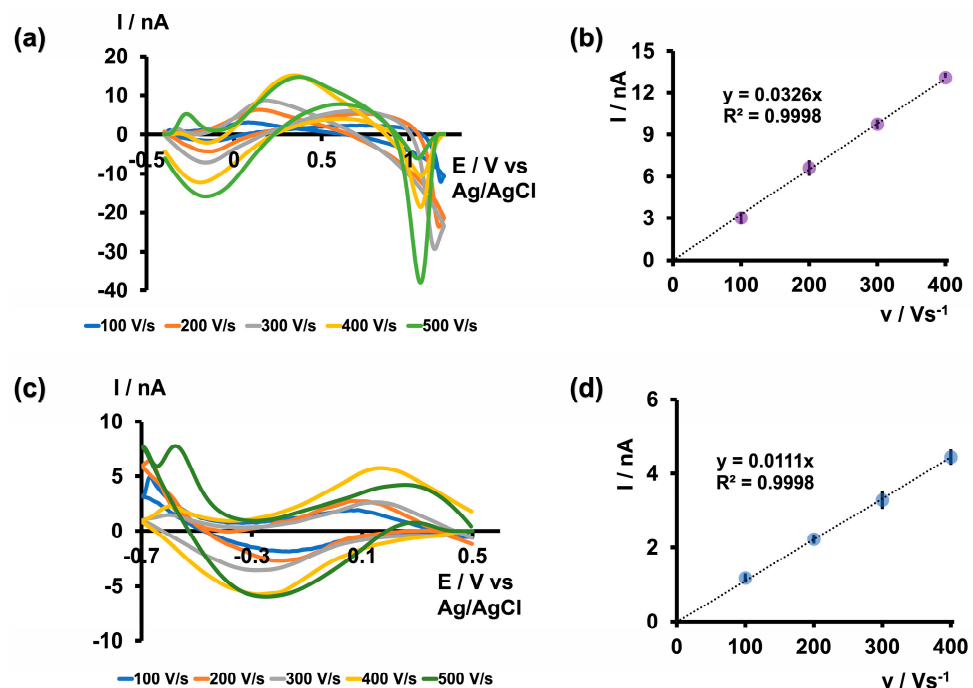 (a)
I / nA
20
10
0
-10
-20
-30
-40
-0.5
0
0.5
1
E / V vs
Ag/AgCl
100 V/s
200 V/s
300 V/s
400 V/s
500 V/s
(b)
I / nA
15
12
9
6
3
0
y = 0.0326x
R² = 0.9998
0
100
200
300
400
v / Vs⁻¹
(c)
I / nA
10
5
0
-5
-10
-0.7
-0.3
0.1
0.5
E / V vs
Ag/AgCl
100 V/s
200 V/s
300 V/s
400 V/s
500 V/s
(d)
I / nA
6
4
2
0
y = 0.0111x
R² = 0.9998
0
100
200
300
400
v / Vs⁻¹